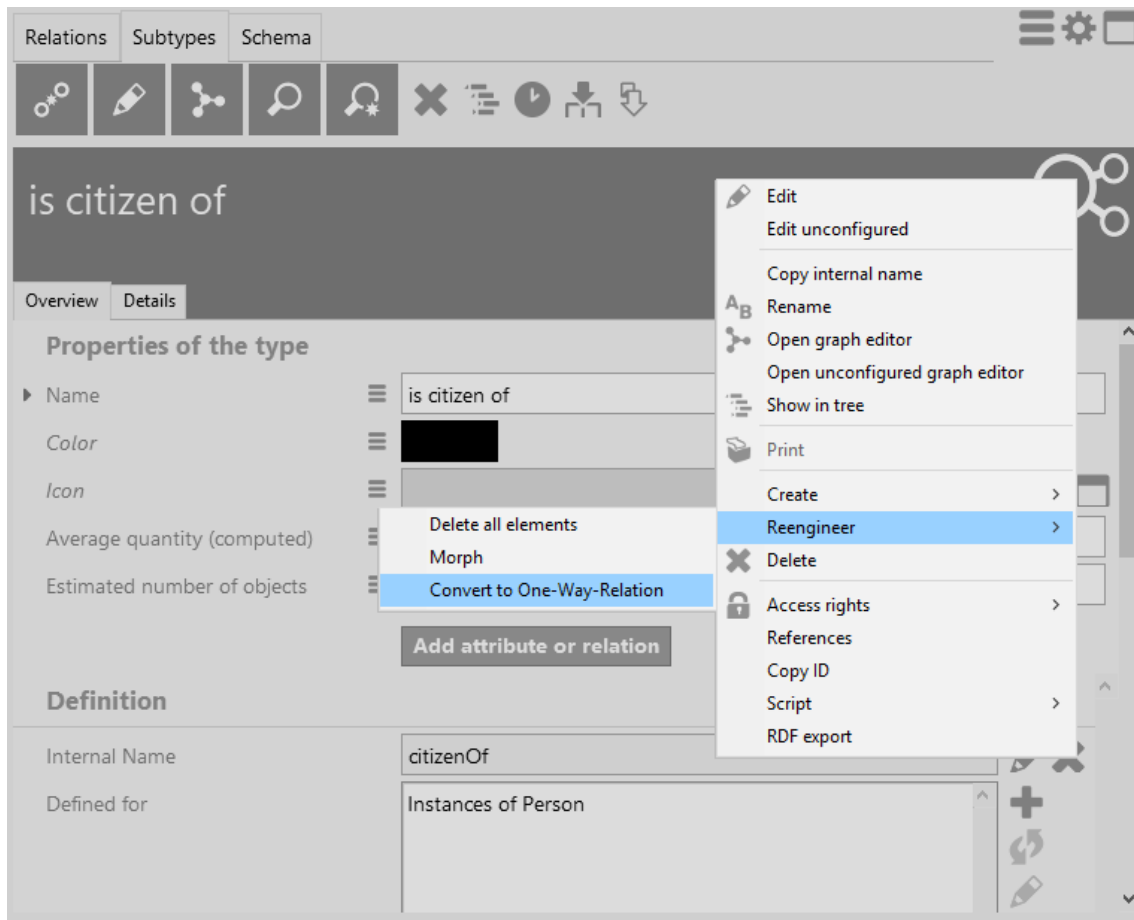 Relations Subtypes Schema
is citizen of
Overview Details
Properties of the type
Name is citizen of
Color
Icon
Average quantity (computed)
Estimated number of objects
Add attribute or relation
Definition
Internal Name citizenOf
Defined for Instances of Person
Edit
Edit unconfigured
Copy internal name
AB Rename
Open graph editor
Open unconfigured graph editor
Show in tree
Print
Create
Reengineer
Delete
Access rights
References
Copy ID
Script
RDF export
Delete all elements
Morph
Convert to One-Way-Relation